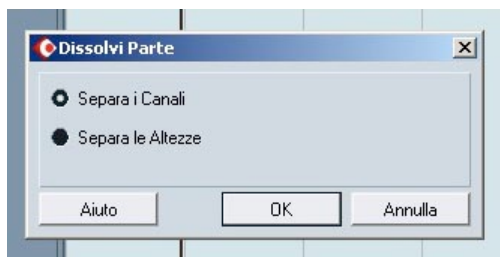 Dissolvi Parte
Separa i Canali
Separa le Altezze
Aiuto OK Annulla